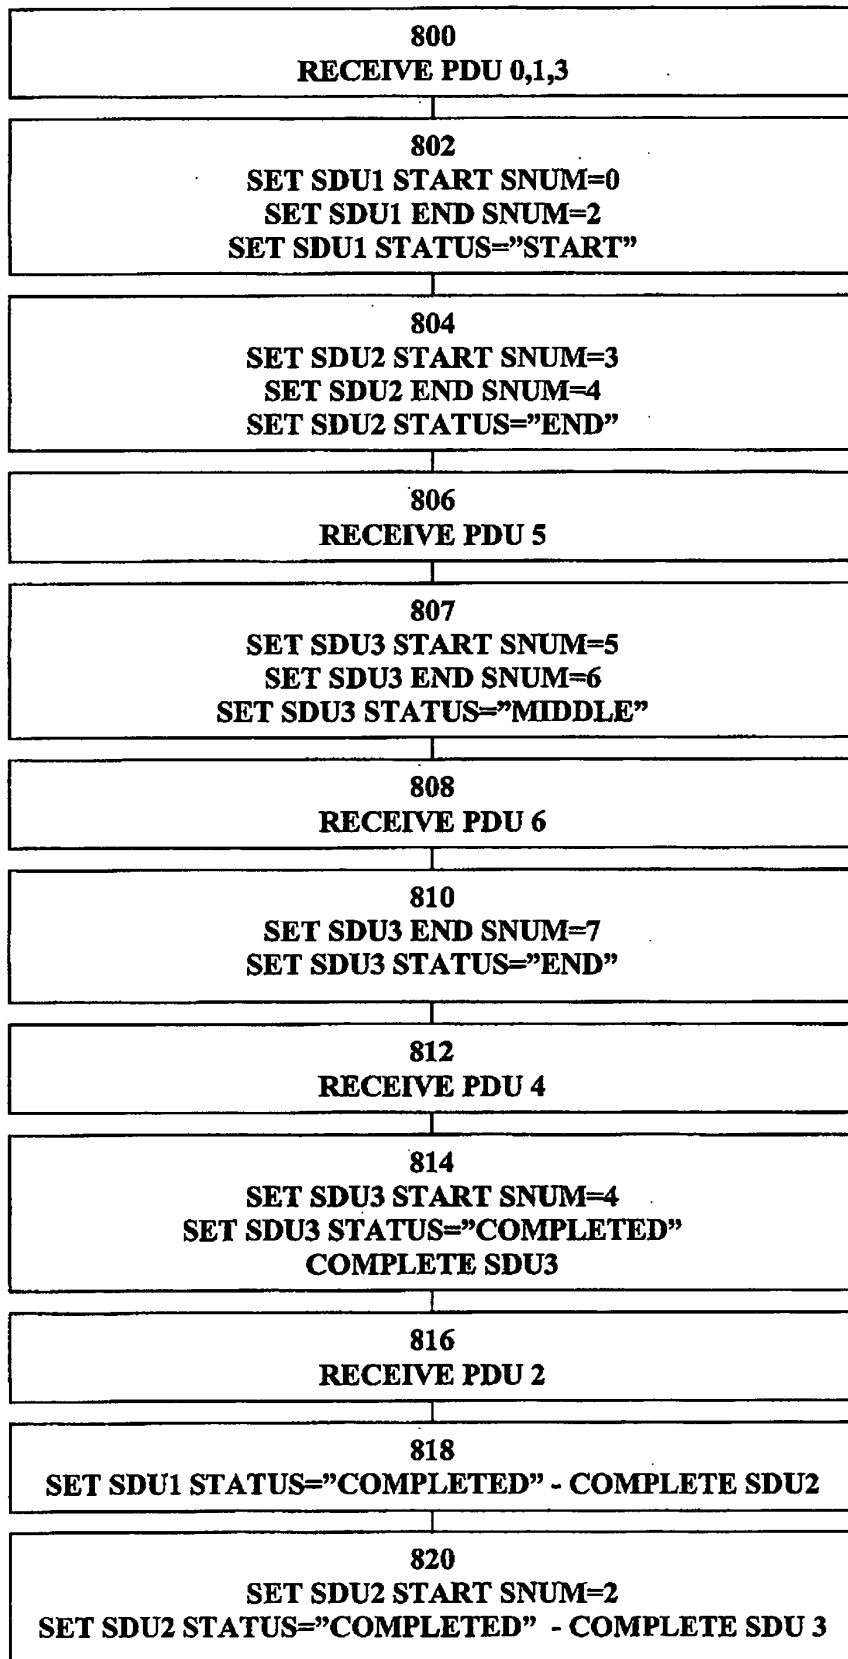 800
RECEIVE PDU 0,1,3
802
SET SDU1 START SNUM=0
SET SDU1 END SNUM=2
SET SDU1 STATUS=”START”
804
SET SDU2 START SNUM=3
SET SDU2 END SNUM=4
SET SDU2 STATUS=”END”
806
RECEIVE PDU 5
807
SET SDU3 START SNUM=5
SET SDU3 END SNUM=6
SET SDU3 STATUS=”MIDDLE”
808
RECEIVE PDU 6
810
SET SDU3 END SNUM=7
SET SDU3 STATUS=”END”
812
RECEIVE PDU 4
814
SET SDU3 START SNUM=4
SET SDU3 STATUS=”COMPLETED”
COMPLETE SDU3
816
RECEIVE PDU 2
818
SET SDU1 STATUS=”COMPLETED” - COMPLETE SDU2
820
SET SDU2 START SNUM=2
SET SDU2 STATUS=”COMPLETED” - COMPLETE SDU 3